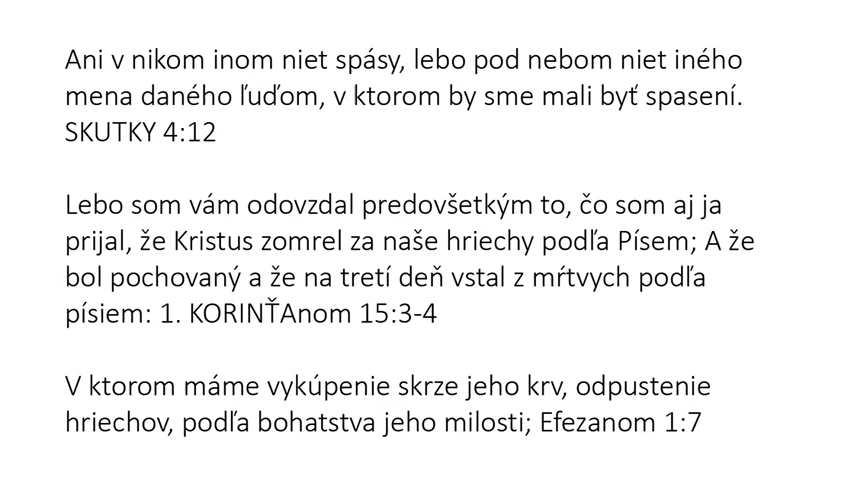 Ani v nikom inom niet spásy, lebo pod nebom niet iného
mena daného ľuďom, v ktorom by sme mali byť spasení.
SKUTKY 4:12
Lebo som vám odovzdal predovšetkým to, čo som aj ja
prijal, že Kristus zomrel za naše hriechy podľa Písem; A že
bol pochovaný a že na tretí deň vstal z mŕtvych podľa
písiem: 1. KORINŤAnom 15:3-4
V ktorom máme vykúpenie skrze jeho krv, odpustenie
hriechov, podľa bohatstva jeho milosti; Efezanom 1:7